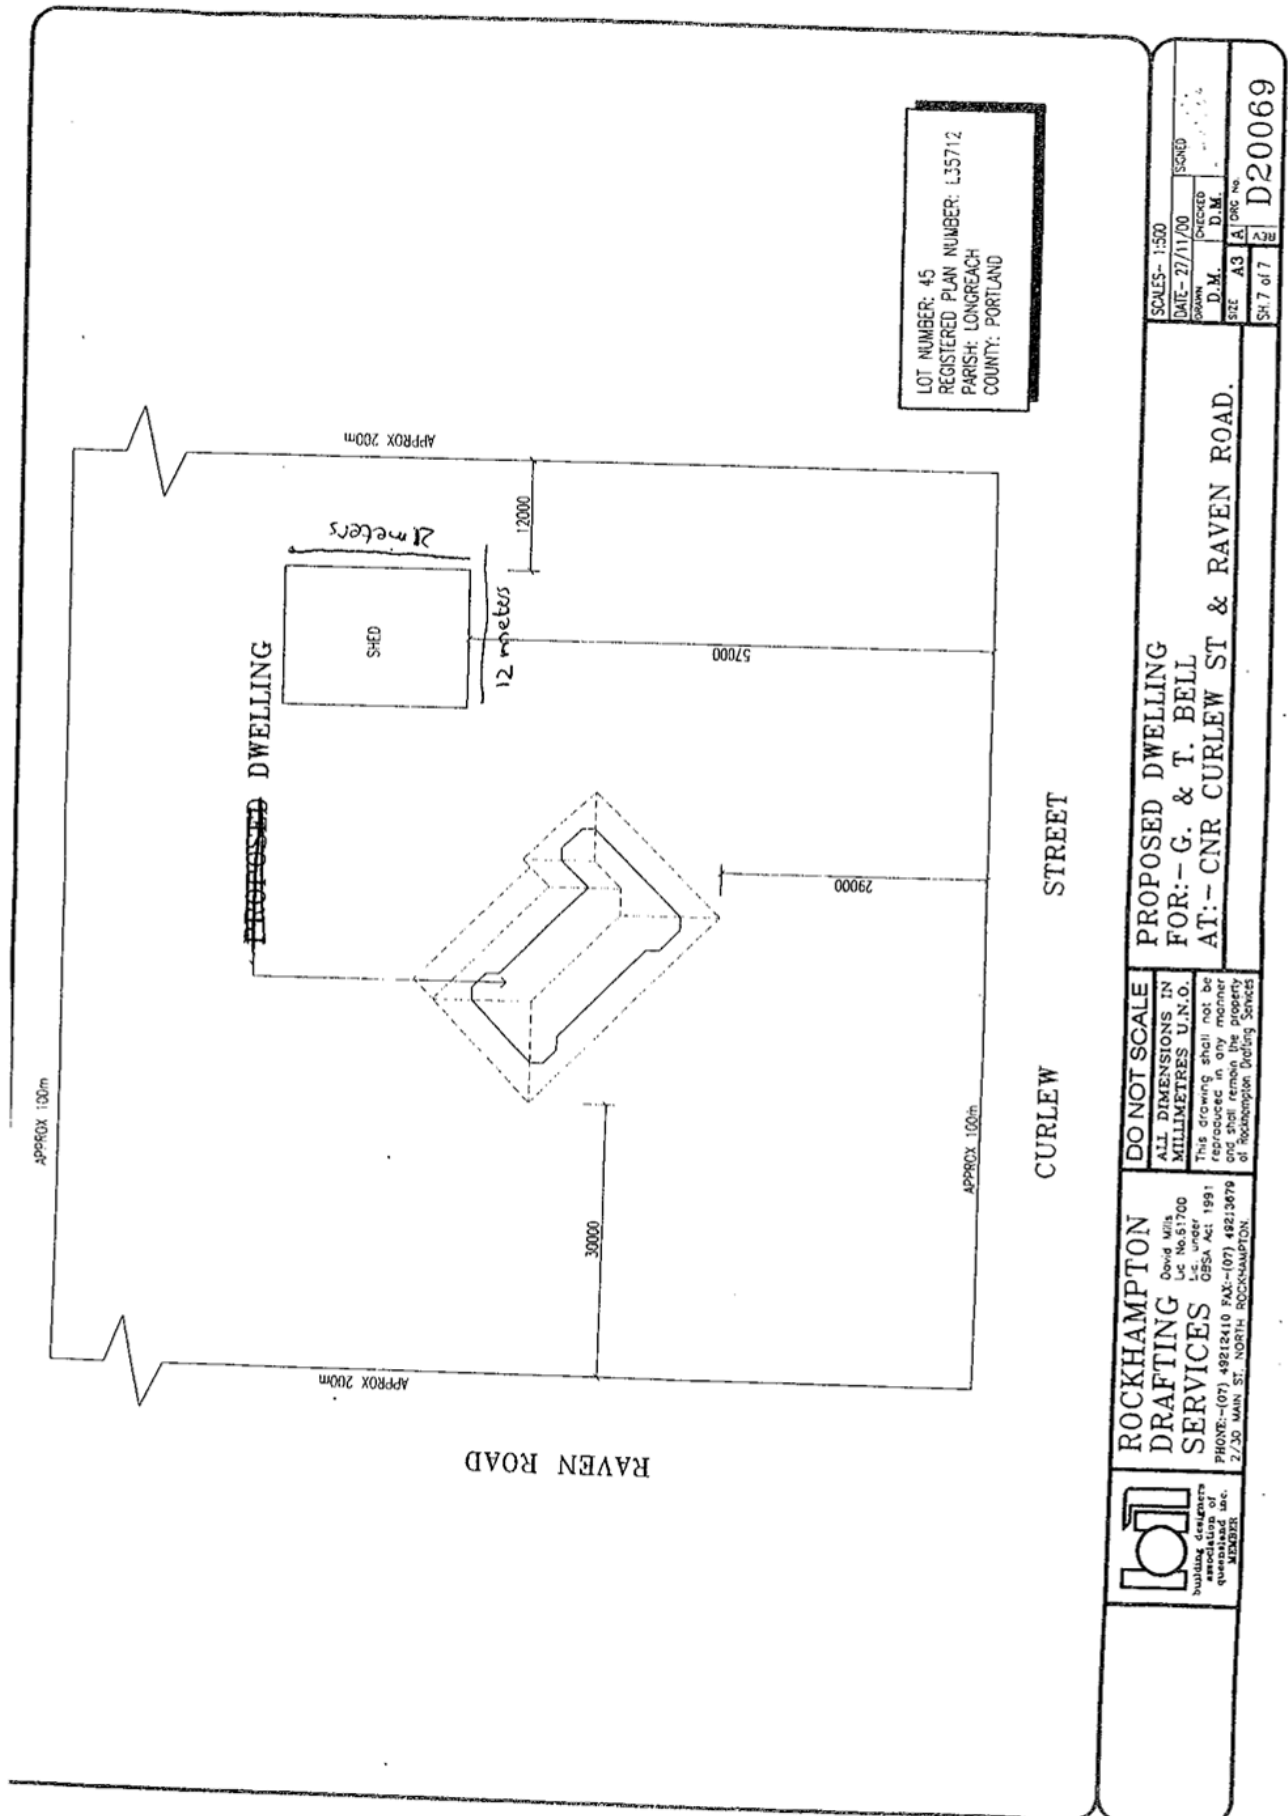 APPROX 100m
APPROX 200m
PROPOSED DWELLING
SHED
21 meters
12 meters
12000
57000
29000
30000
APPROX 200m
APPROX 100m
RAVEN ROAD
CURLEW STREET
LOT NUMBER: 45
REGISTERED PLAN NUMBER: L35712
PARISH: LONGREACH
COUNTY: PORTLAND
building designers
association of
queensland inc.
MEMBER
ROCKHAMPTON
DRAFTING
SERVICES
David Mills
Lic No.61700
Lic. under
QBSA Act 1991
PHONE:-(07) 49212410 FAX:-(07) 49213679
2/30 MAIN ST. NORTH ROCKHAMPTON.
DO NOT SCALE
ALL DIMENSIONS IN
MILLIMETRES U.N.O.
This drawing shall not be
reproduced in any manner
and shall remain the property
of Rockhampton Drafting Services
PROPOSED DWELLING
FOR:- G. & T. BELL
AT:- CNR CURLEW ST & RAVEN ROAD.
SCALES- 1:500
DATE- 27/11/00
SIGNED
DRAWN
D.M.
CHECKED
D.M.
SIZE A3
A
DRG No.
SH.7 of 7
REV
D20069